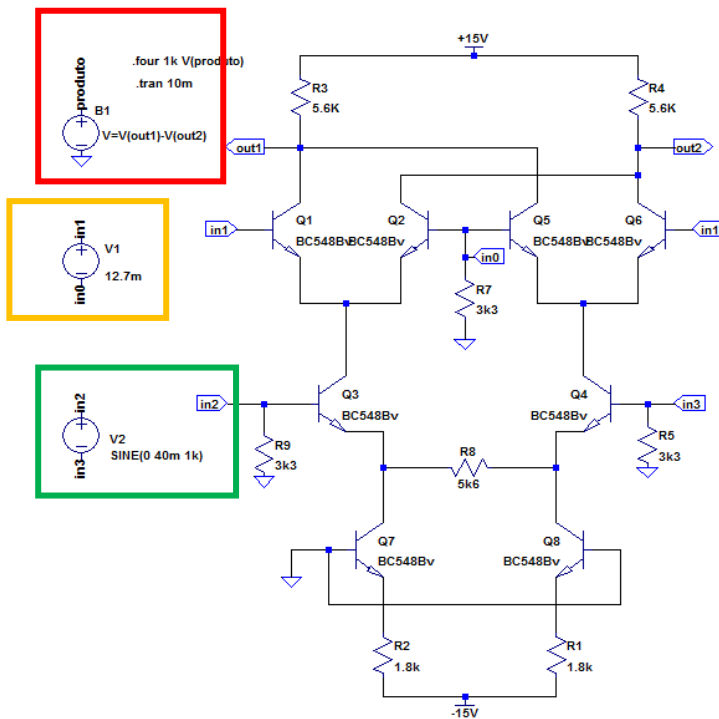 +15V
produto
.four 1k V(produto)
.tran 10m
B1
V=V(out1)-V(out2)
R3
5.6K
R4
5.6K
out1
out2
in1
V1
12.7m
in0
in1
Q1
BC548Bv
Q2
BC548Bv
Q5
BC548Bv
Q6
BC548Bv
in1
in0
R7
3k3
in2
V2
SINE(0 40m 1k)
in3
in2
R9
3k3
Q3
BC548Bv
Q4
BC548Bv
in3
R5
3k3
R8
5k6
Q7
BC548Bv
Q8
BC548Bv
R2
1.8k
R1
1.8k
-15V